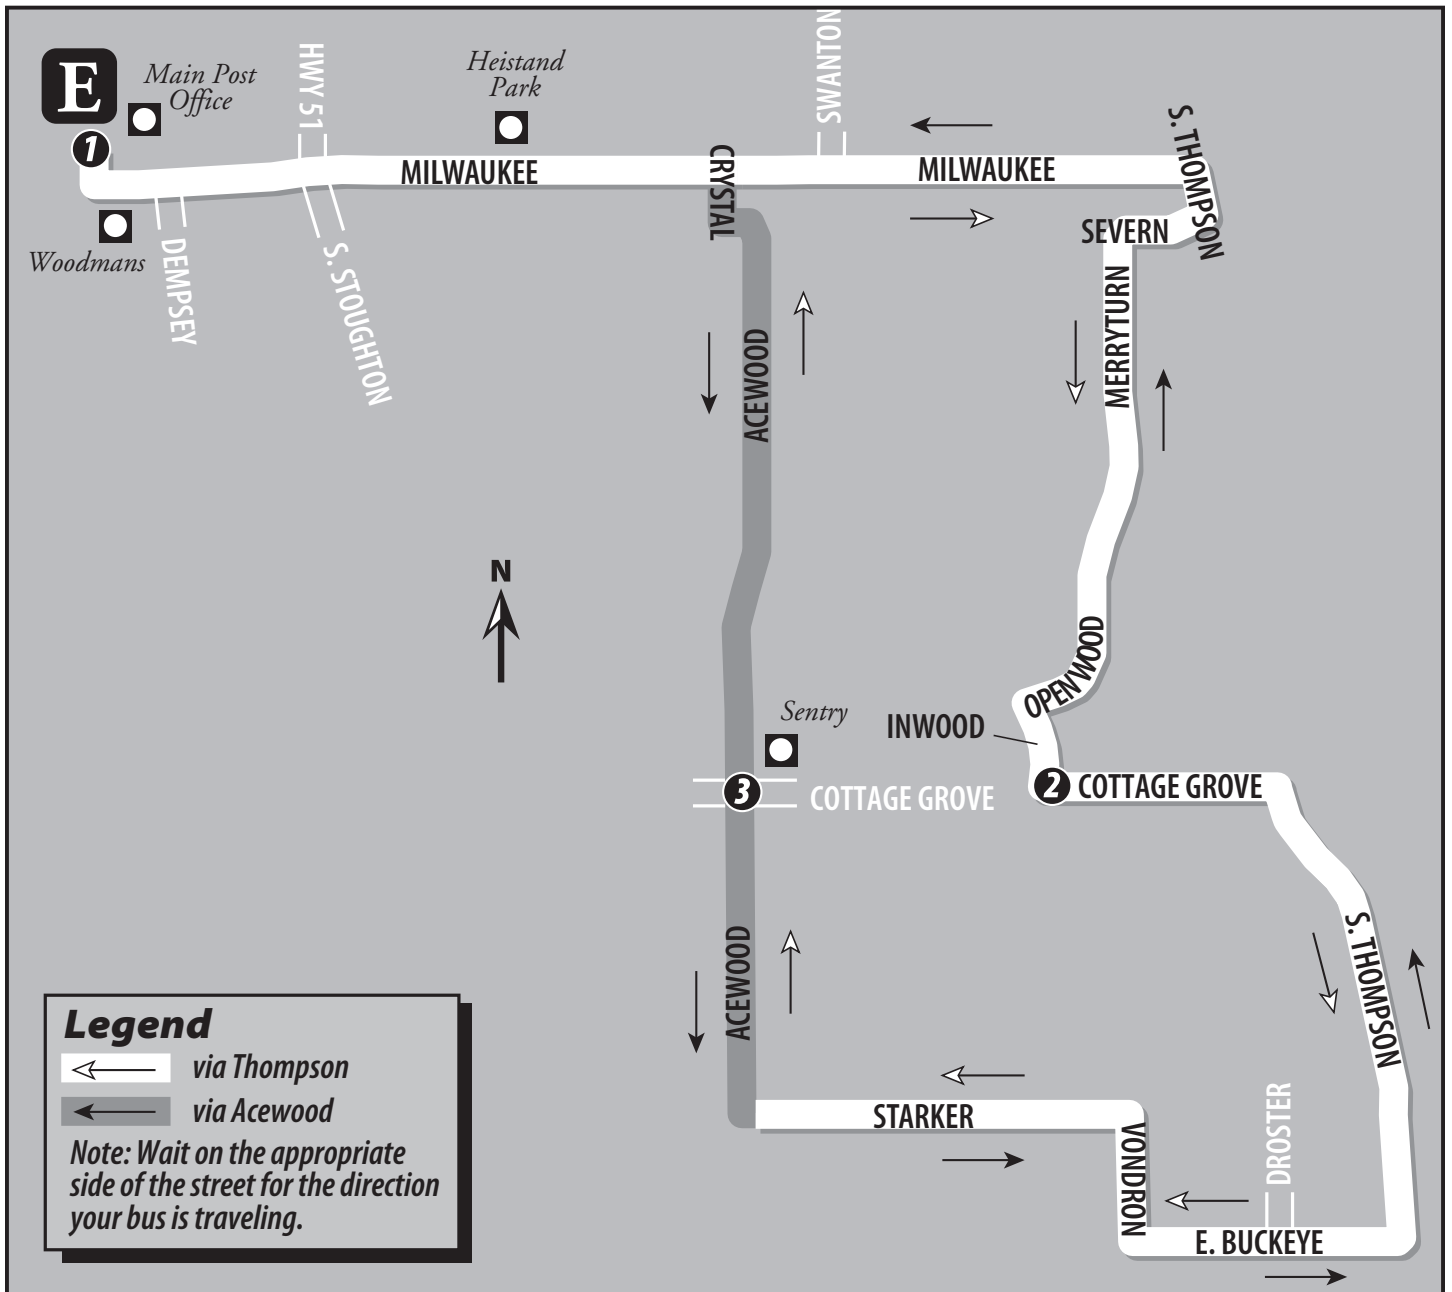 E
Main Post
Office
1
HWY 51
Heistand
Park
SWANTON
S. THOMPSON
CRYSTAL
MILWAUKEE
MILWAUKEE
Woodmans
DEMPSEY
S. STOUGHTON
SEVERN
MERRYTURN
ACEWOOD
N
OPENWOOD
Sentry
INWOOD
3
COTTAGE GROVE
2
COTTAGE GROVE
ACEWOOD
S. THOMPSON
STARKER
VONDRON
DROSTER
E. BUCKEYE
Legend
via Thompson
via Acewood
Note: Wait on the appropriate
side of the street for the direction
your bus is traveling.